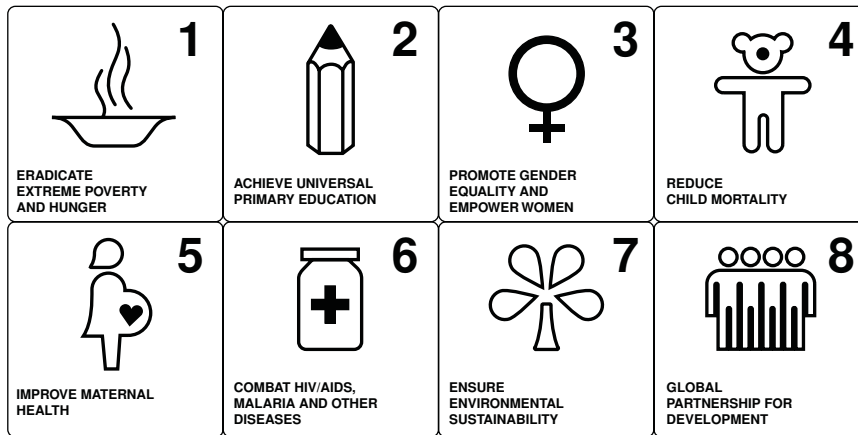 1
ERADICATE
EXTREME POVERTY
AND HUNGER
2
ACHIEVE UNIVERSAL
PRIMARY EDUCATION
3
PROMOTE GENDER
EQUALITY AND
EMPOWER WOMEN
4
REDUCE
CHILD MORTALITY
5
IMPROVE MATERNAL
HEALTH
6
COMBAT HIV/AIDS,
MALARIA AND OTHER
DISEASES
7
ENSURE
ENVIRONMENTAL
SUSTAINABILITY
8
GLOBAL
PARTNERSHIP FOR
DEVELOPMENT